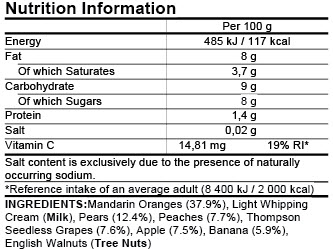 Nutrition Information
Per 100 g
Energy 485 kJ / 117 kcal
Fat 8 g
Of which Saturates 3,7 g
Carbohydrate 9 g
Of which Sugars 8 g
Protein 1,4 g
Salt 0,02 g
Vitamin C 14,81 mg 19% RI*
Salt content is exclusively due to the presence of naturally
occurring sodium.
*Reference intake of an average adult (8 400 kJ / 2 000 kcal)
INGREDIENTS:Mandarin Oranges (37.9%), Light Whipping
Cream (Milk), Pears (12.4%), Peaches (7.7%), Thompson
Seedless Grapes (7.6%), Apple (7.5%), Banana (5.9%),
English Walnuts (Tree Nuts)